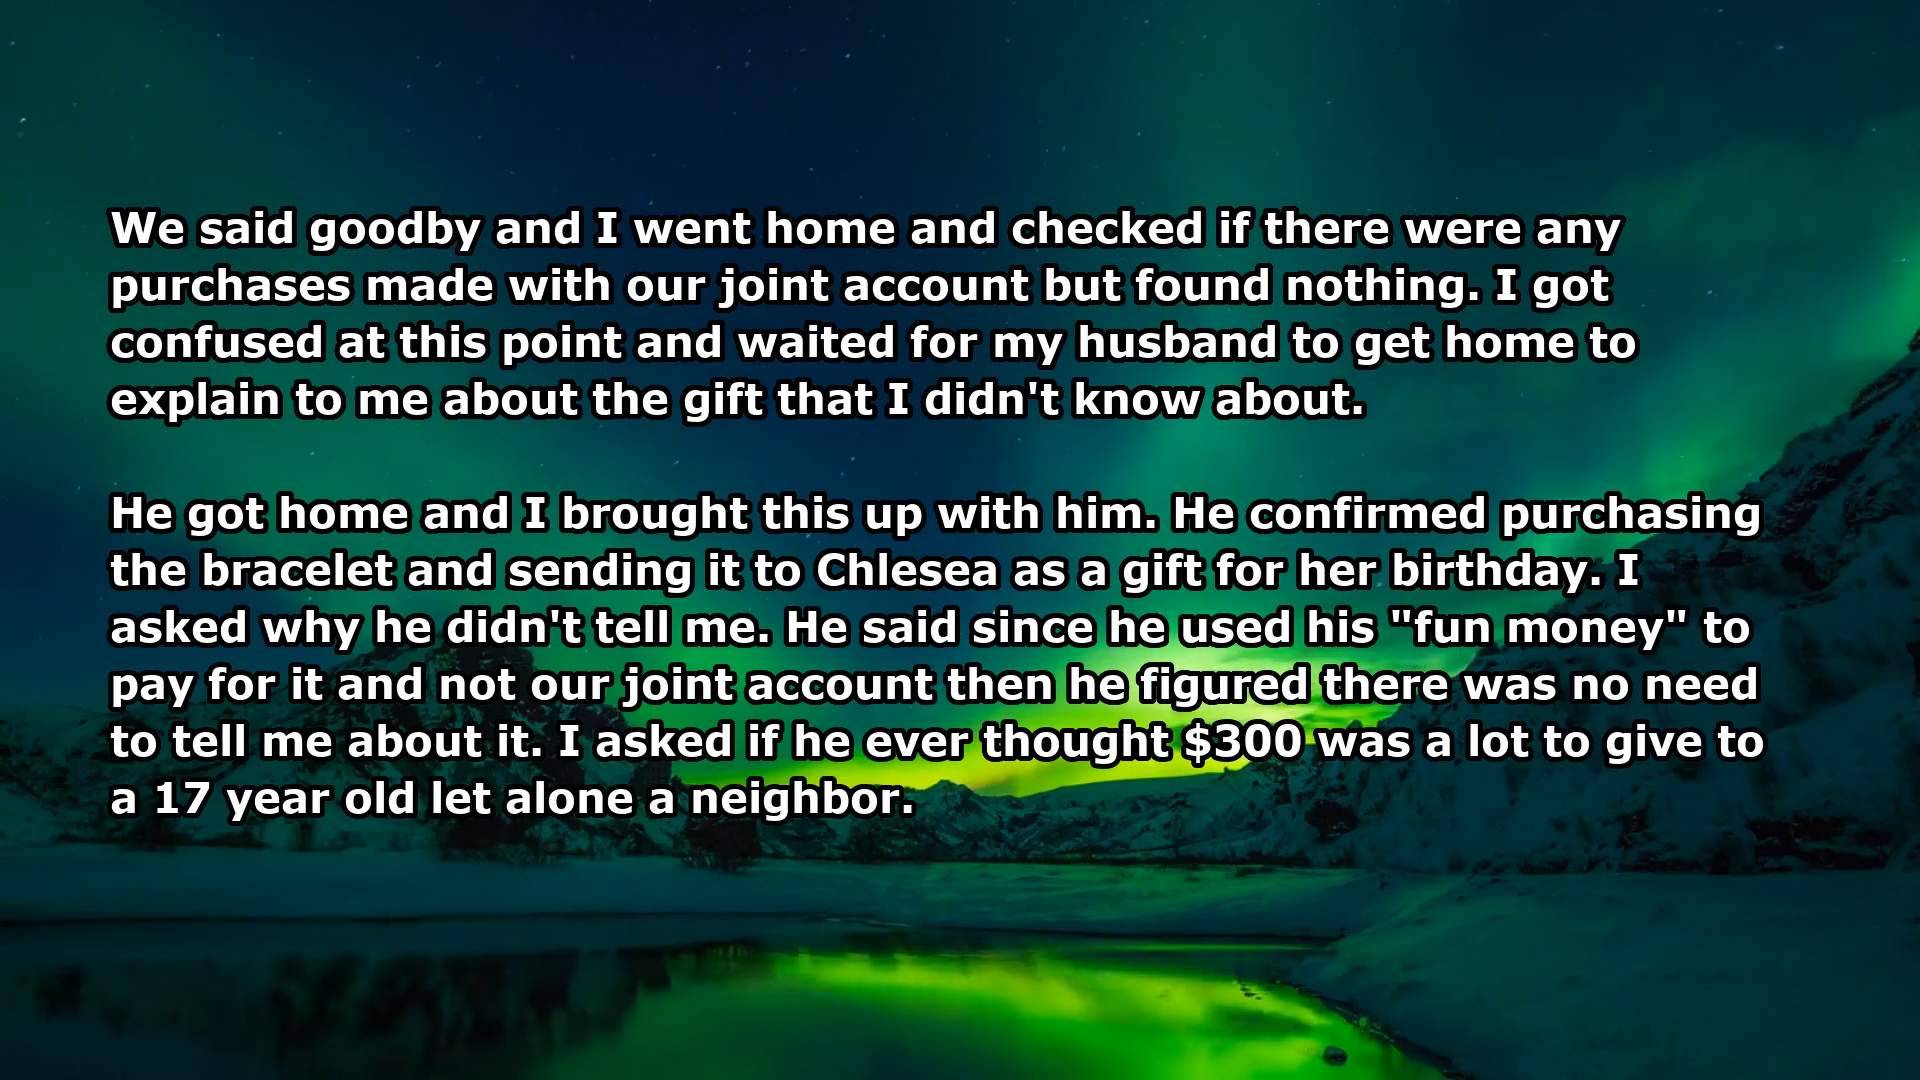 We said goodby and I went home and checked if there were any
purchases made with our joint account but found nothing. I got
confused at this point and waited for my husband to get home to
explain to me about the gift that I didn't know about.
He got home and I brought this up with him. He confirmed purchasing
the bracelet and sending it to Chlesea as a gift for her birthday. I
asked why he didn't tell me. He said since he used his "fun money" to
pay for it and not our joint account then he figured there was no need
to tell me about it. I asked if he ever thought $300 was a lot to give to
a 17 year old let alone a neighbor.